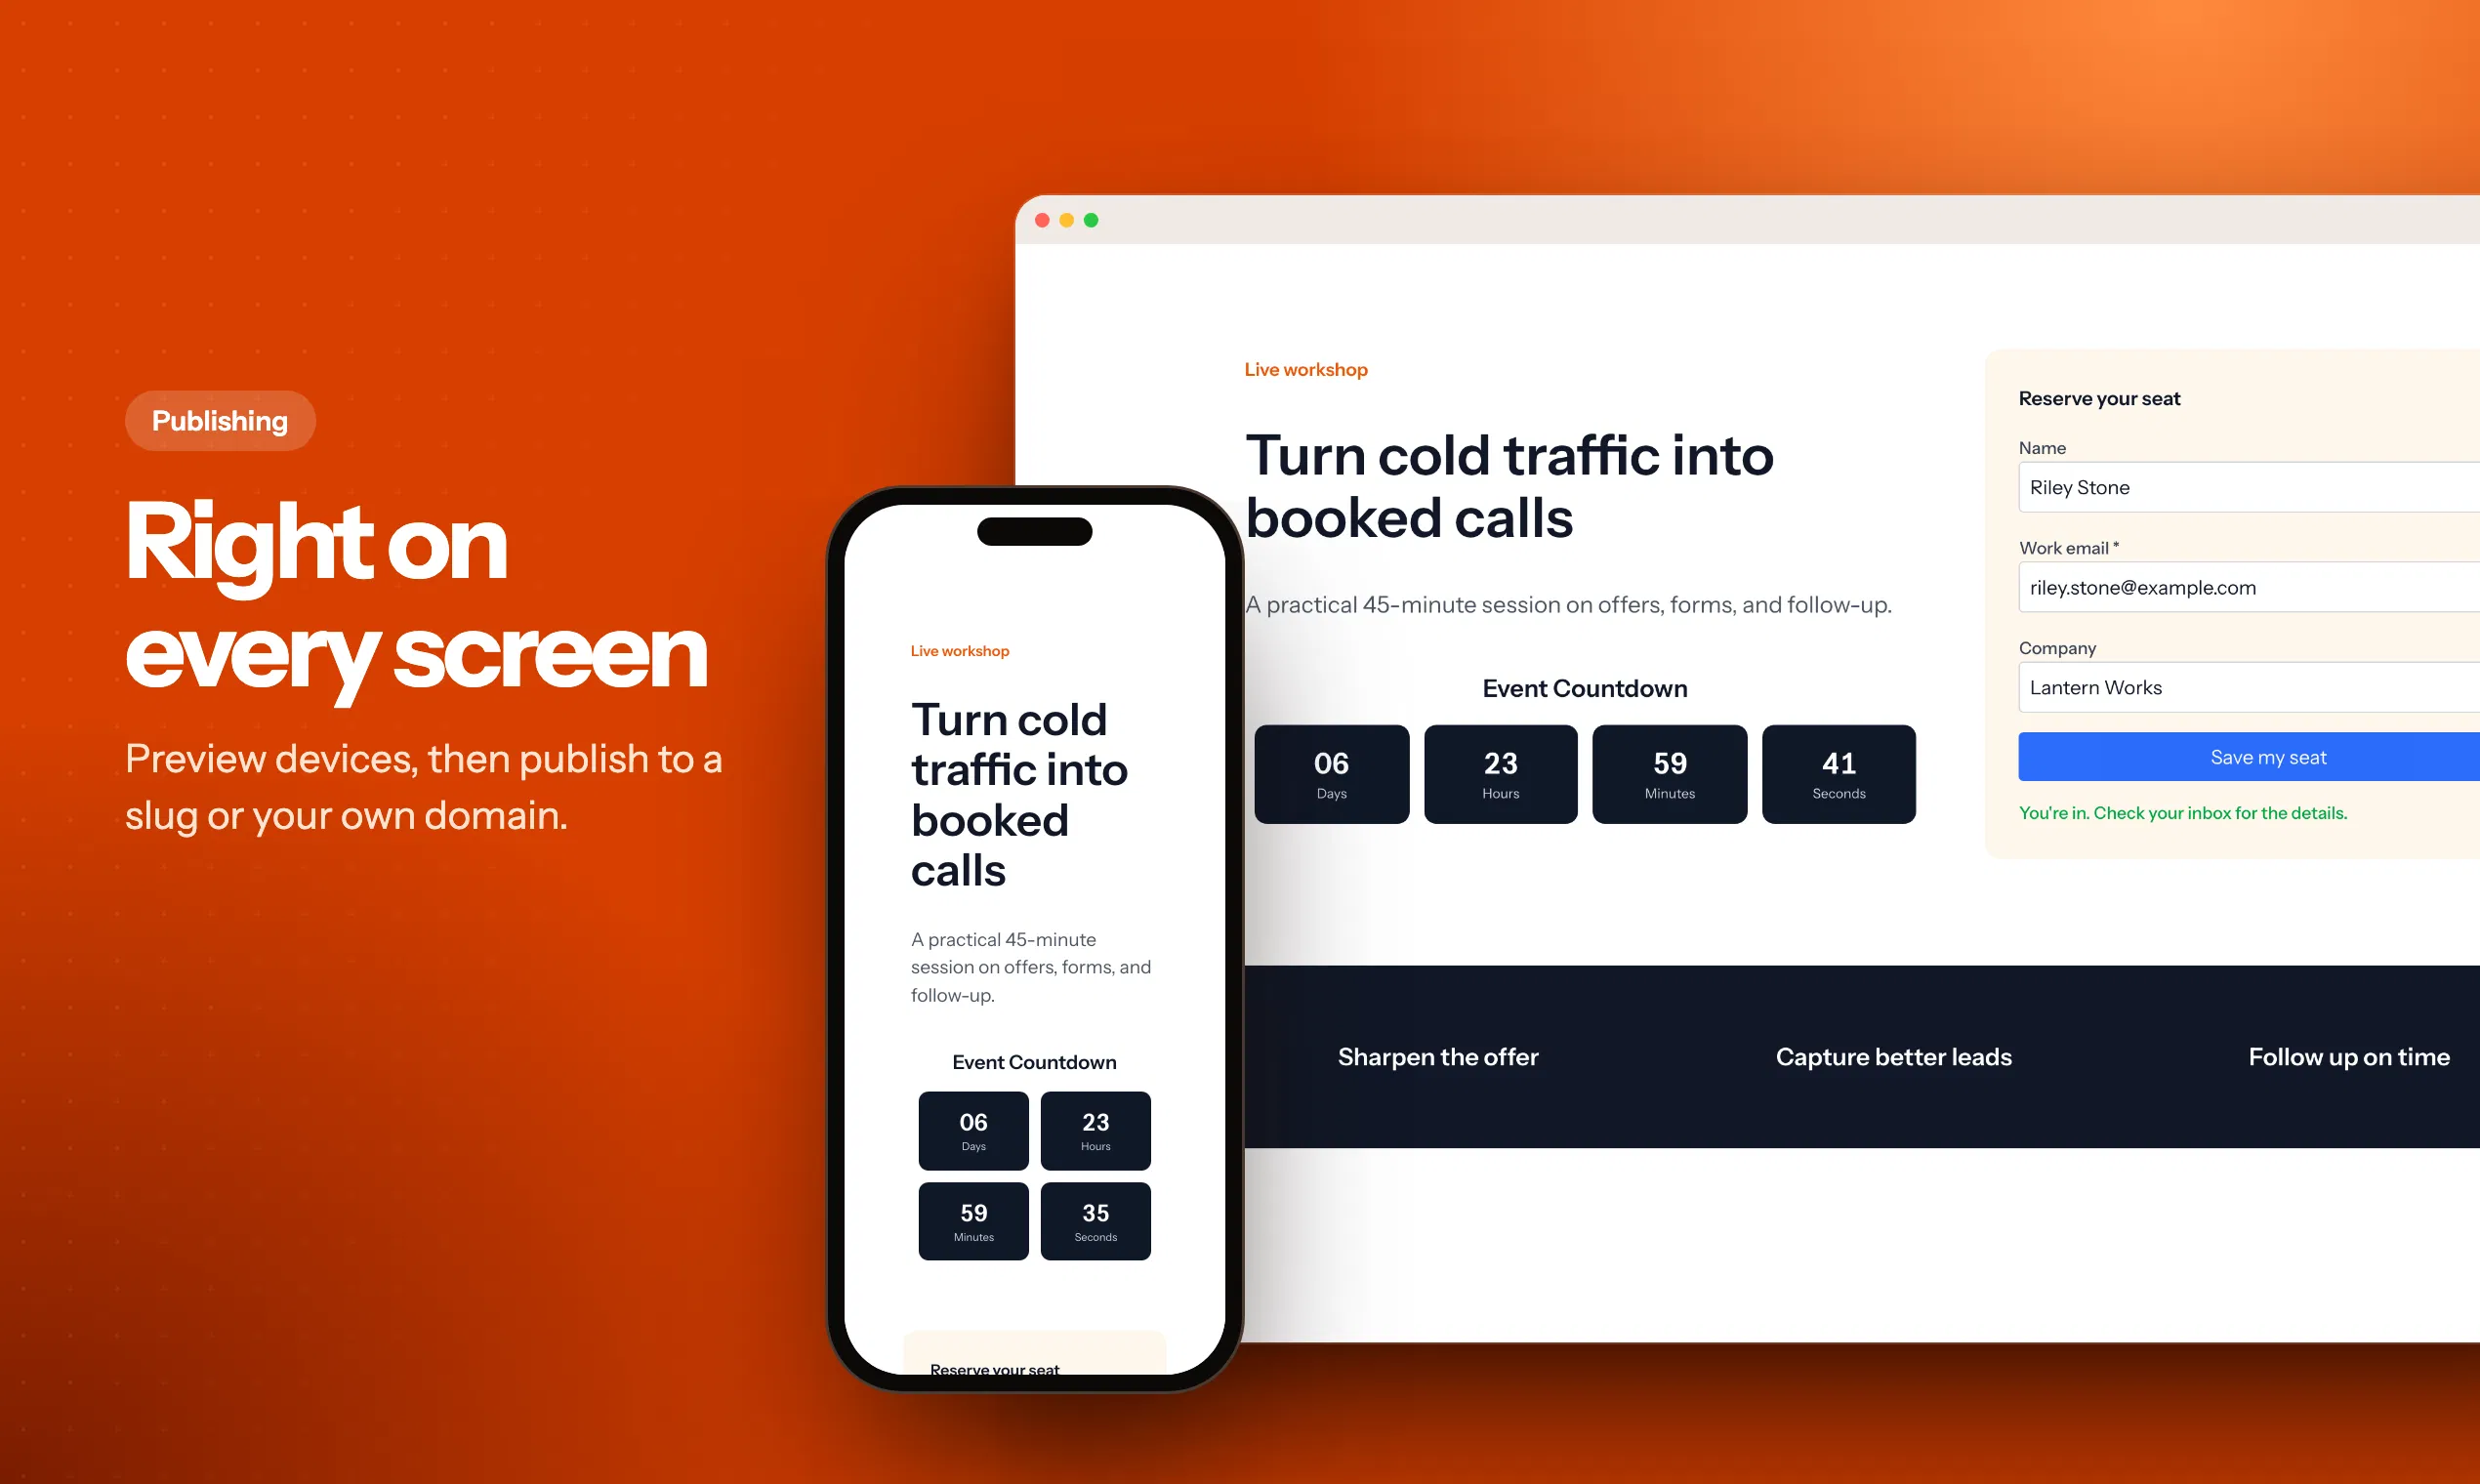 Publishing
Right on
every screen
Preview devices, then publish to a
slug or your own domain.
Live workshop
Turn cold
traffic into
booked
calls
A practical 45-minute
session on offers, forms, and
follow-up.
Event Countdown
06
Days
23
Hours
59
Minutes
35
Seconds
Reserve your seat
Live workshop
Turn cold traffic into
booked calls
A practical 45-minute session on offers, forms, and follow-up.
Event Countdown
06
Days
23
Hours
59
Minutes
41
Seconds
Reserve your seat
Name
Riley Stone
Work email *
riley.stone@example.com
Company
Lantern Works
Save my seat
You're in. Check your inbox for the details.
Sharpen the offer
Capture better leads
Follow up on time